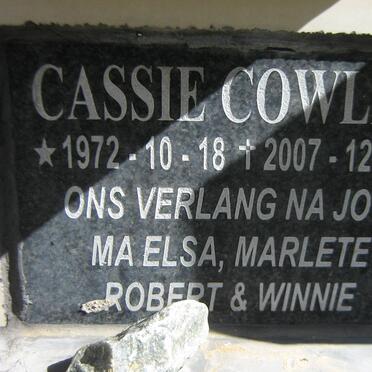 CASSIE COWL
★ 1972 - 10 - 18 ✝ 2007 - 12
ONS VERLANG NA JO
MA ELSA, MARLETE
ROBERT & WINNIE